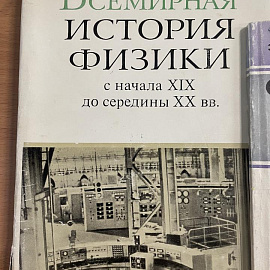 Всемирная
ИСТОРИЯ
ФИЗИКИ
с начала XIX
до середины XX вв.